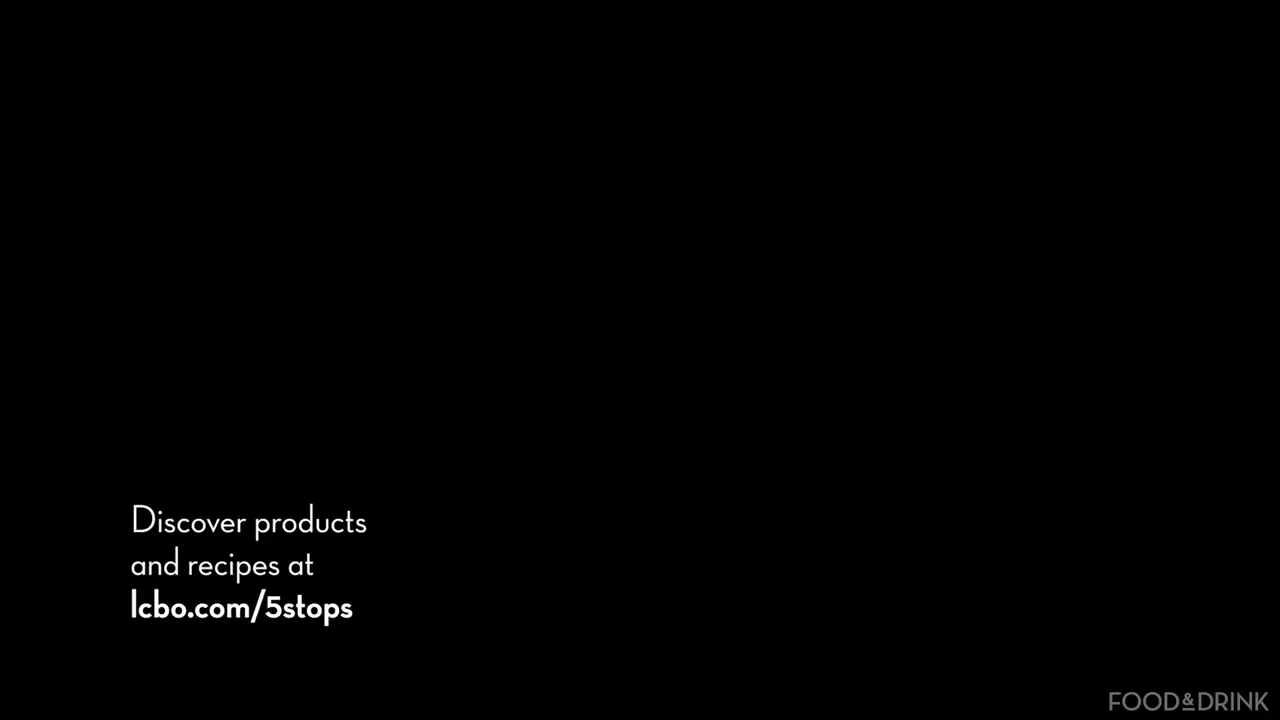 Discover products
and recipes at
lcbo.com/5stops
FOOD&DRINK